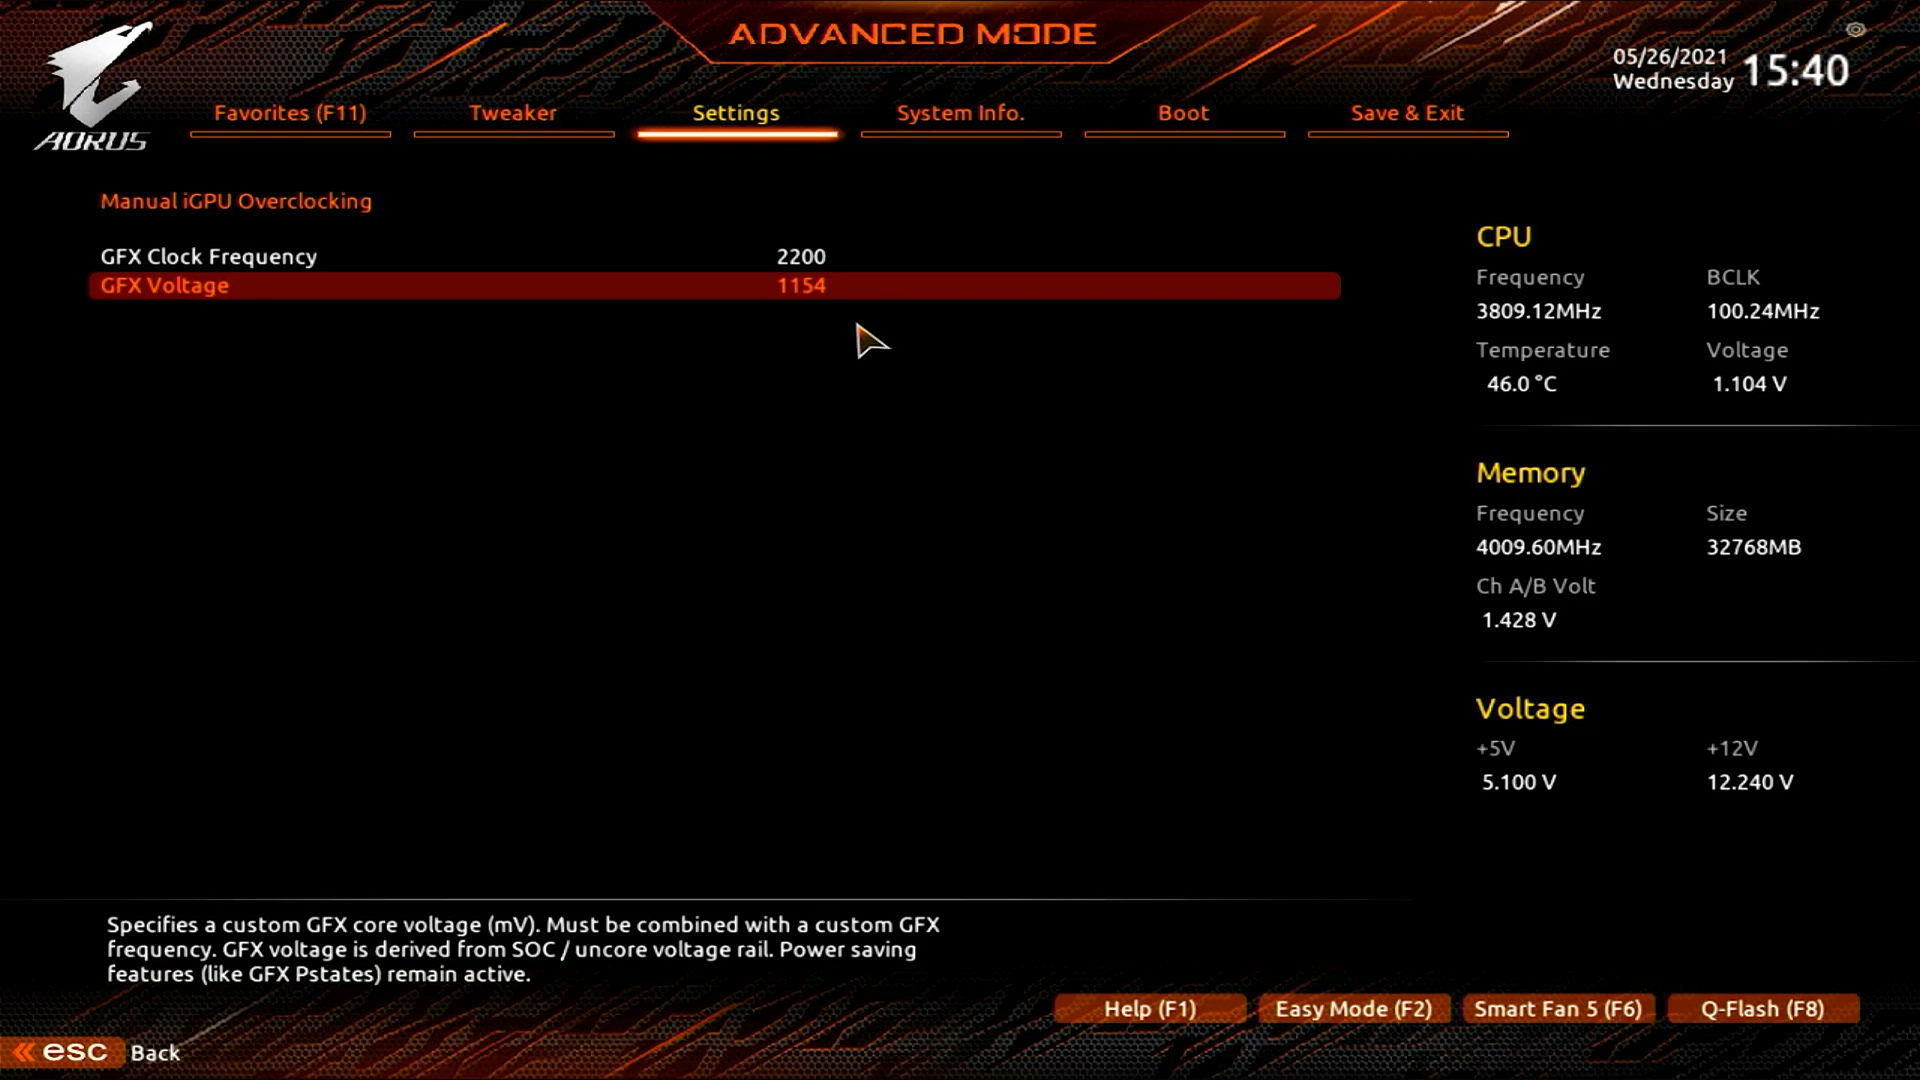 ADVANCED MODE
05/26/2021
Wednesday
15:40
AORUS
Favorites (F11)
Tweaker
Settings
System Info.
Boot
Save & Exit
Manual iGPU Overclocking
GFX Clock Frequency 2200
GFX Voltage 1154
CPU
Frequency BCLK
3809.12MHz 100.24MHz
Temperature Voltage
46.0 °C 1.104 V
Memory
Frequency Size
4009.60MHz 32768MB
Ch A/B Volt
1.428 V
Voltage
+5V +12V
5.100 V 12.240 V
Specifies a custom GFX core voltage (mV). Must be combined with a custom GFX
frequency. GFX voltage is derived from SOC / uncore voltage rail. Power saving
features (like GFX Pstates) remain active.
Help (F1)
Easy Mode (F2)
Smart Fan 5 (F6)
Q-Flash (F8)
esc Back